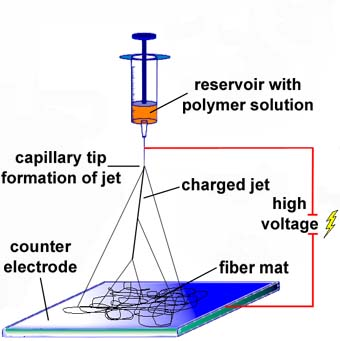 reservoir with
polymer solution
capillary tip
formation of jet
charged jet
high
voltage
counter
electrode
fiber mat